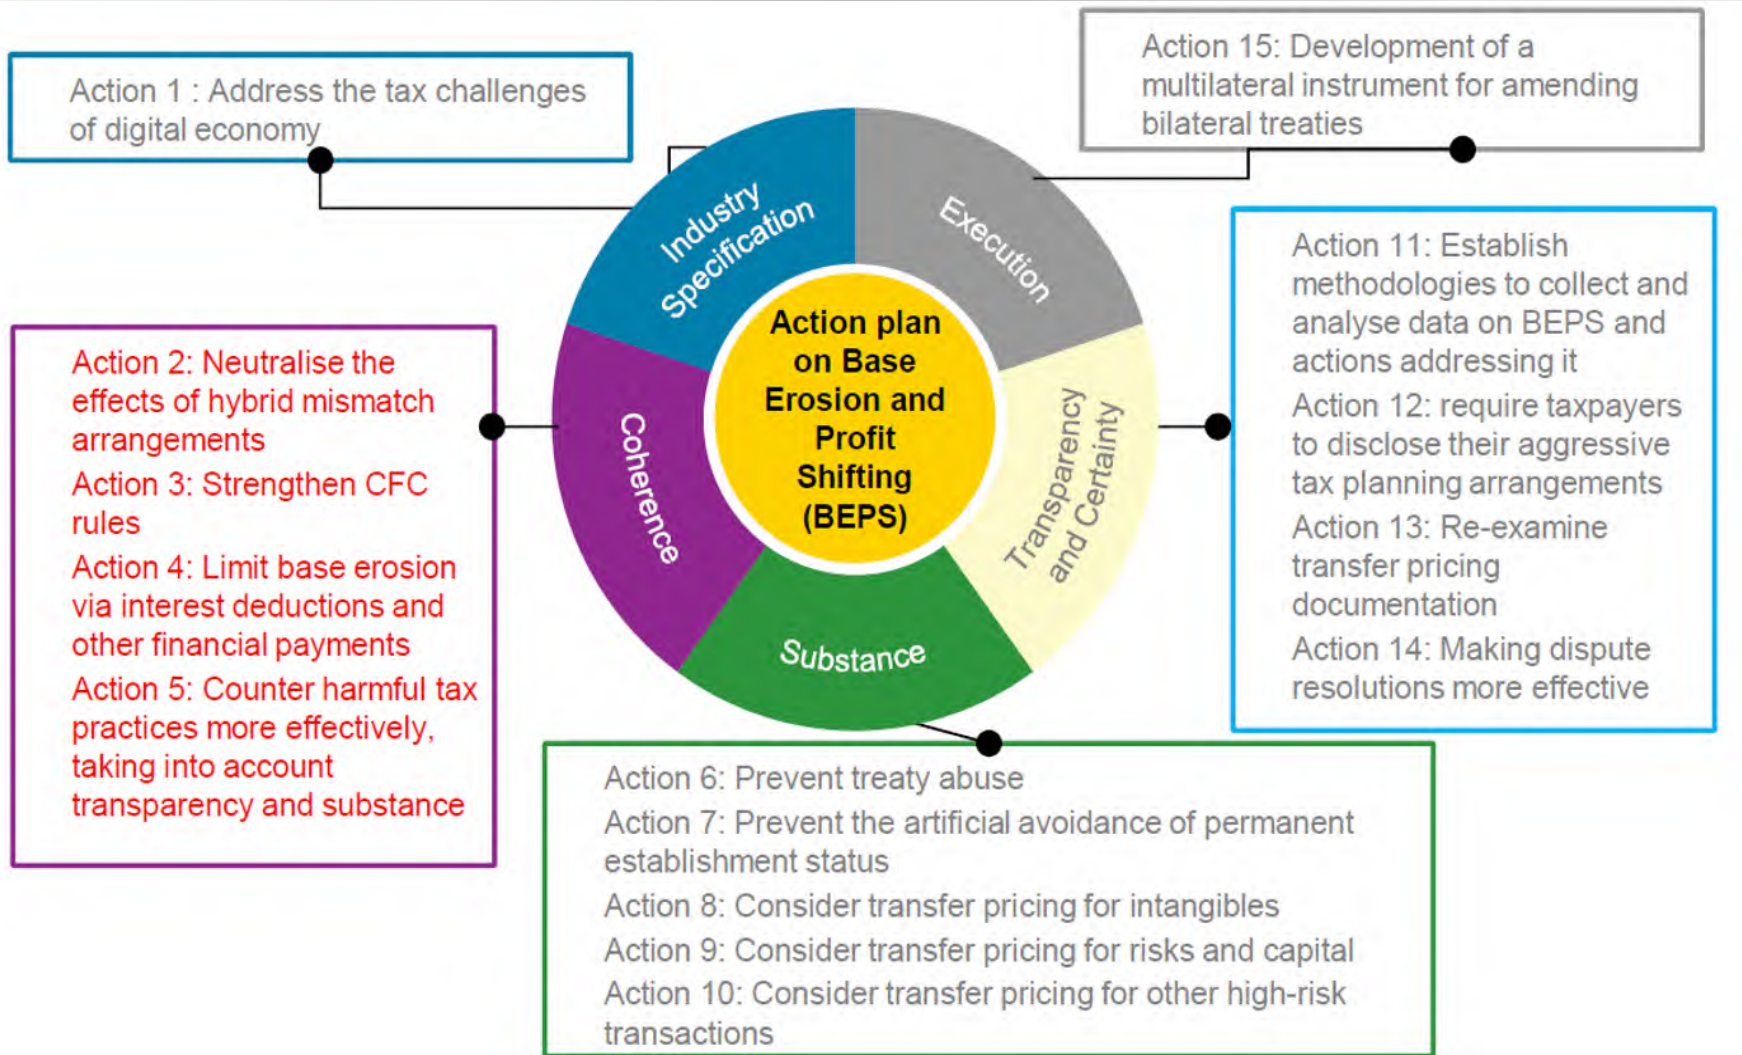 Action 1 : Address the tax challenges
of digital economy
Action 15: Development of a
multilateral instrument for amending
bilateral treaties
Industry
Specification
Execution
Action plan
on Base
Erosion and
Profit
Shifting
(BEPS)
Coherence
Transparency
and Certainty
Substance
Action 2: Neutralise the
effects of hybrid mismatch
arrangements
Action 3: Strengthen CFC
rules
Action 4: Limit base erosion
via interest deductions and
other financial payments
Action 5: Counter harmful tax
practices more effectively,
taking into account
transparency and substance
Action 11: Establish
methodologies to collect and
analyse data on BEPS and
actions addressing it
Action 12: require taxpayers
to disclose their aggressive
tax planning arrangements
Action 13: Re-examine
transfer pricing
documentation
Action 14: Making dispute
resolutions more effective
Action 6: Prevent treaty abuse
Action 7: Prevent the artificial avoidance of permanent
establishment status
Action 8: Consider transfer pricing for intangibles
Action 9: Consider transfer pricing for risks and capital
Action 10: Consider transfer pricing for other high-risk
transactions